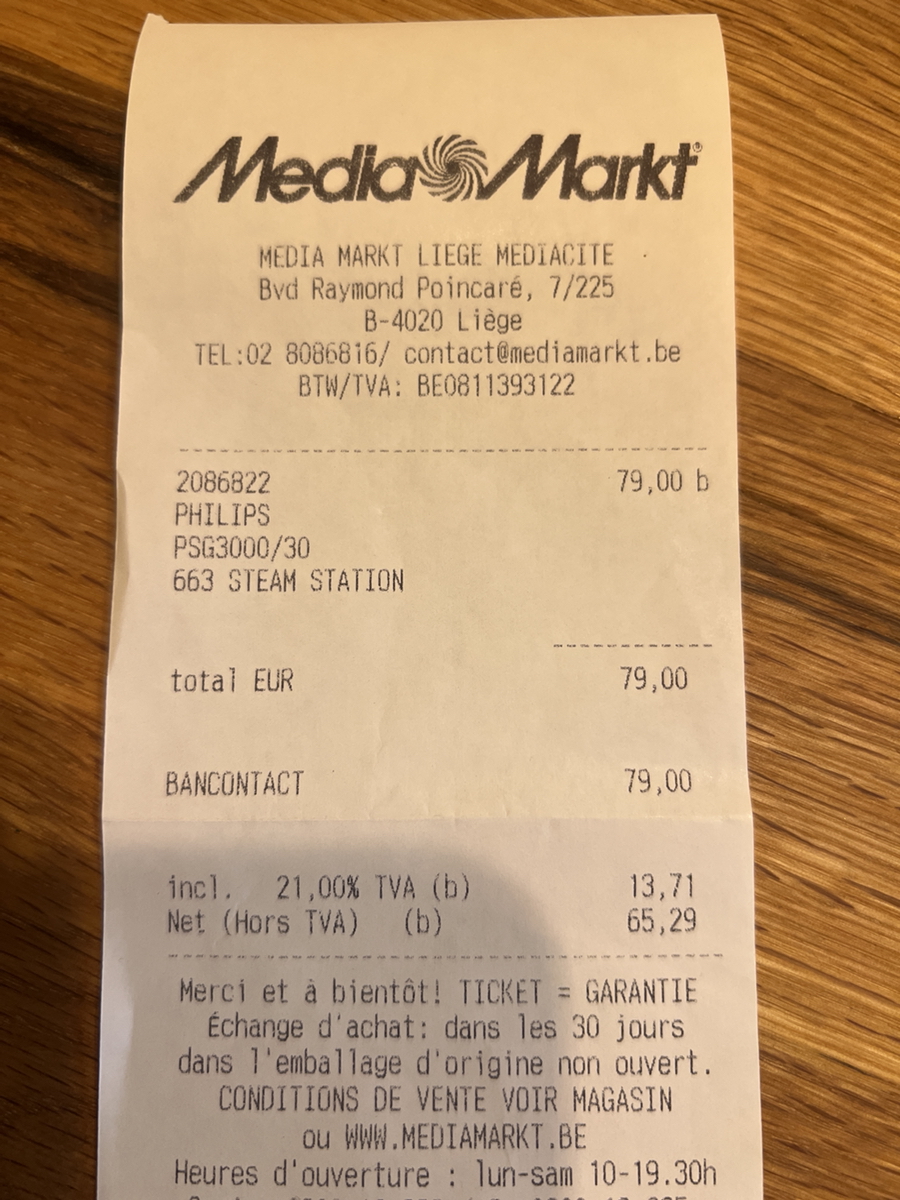 Media Markt®
MEDIA MARKT LIEGE MEDIACITE
Bvd Raymond Poincaré, 7/225
B-4020 Liège
TEL:02 8086816/ contact@mediamarkt.be
BTW/TVA: BE0811393122
2086822 79,00 b
PHILIPS
PSG3000/30
663 STEAM STATION
total EUR 79,00
BANCONTACT 79,00
incl. 21,00% TVA (b) 13,71
Net (Hors TVA) (b) 65,29
Merci et à bientôt! TICKET = GARANTIE
Échange d'achat: dans les 30 jours
dans l'emballage d'origine non ouvert.
CONDITIONS DE VENTE VOIR MAGASIN
ou WWW.MEDIAMARKT.BE
Heures d'ouverture : lun-sam 10-19.30h